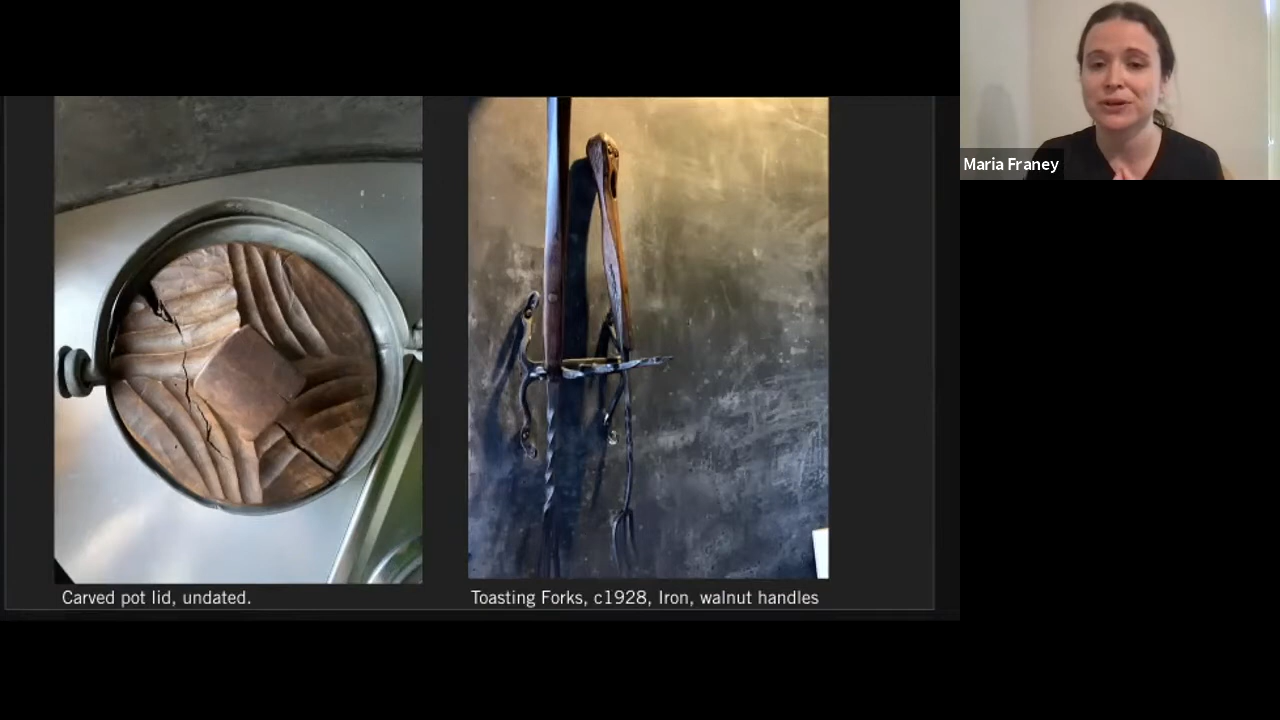 Maria Franey
Carved pot lid, undated.
Toasting Forks, c1928, Iron, walnut handles